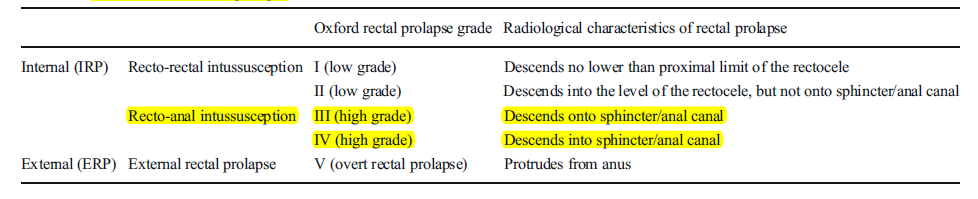 Oxford rectal prolapse grade Radiological characteristics of rectal prolapse
Internal (IRP) Recto-rectal intussusception I (low grade) Descends no lower than proximal limit of the rectocele
II (low grade) Descends into the level of the rectocele, but not onto sphincter/anal canal
Recto-anal intussusception III (high grade) Descends onto sphincter/anal canal
IV (high grade) Descends into sphincter/anal canal
External (ERP) External rectal prolapse V (overt rectal prolapse) Protrudes from anus